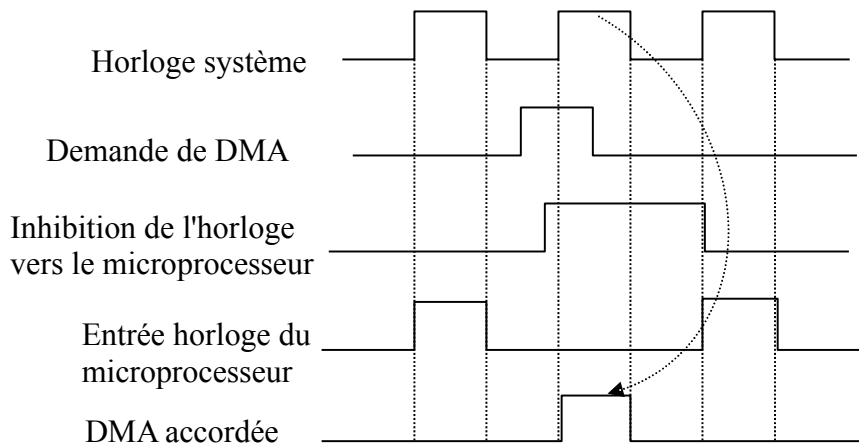 Horloge système
Demande de DMA
Inhibition de l'horloge
vers le microprocesseur
Entrée horloge du
microprocesseur
DMA accordée